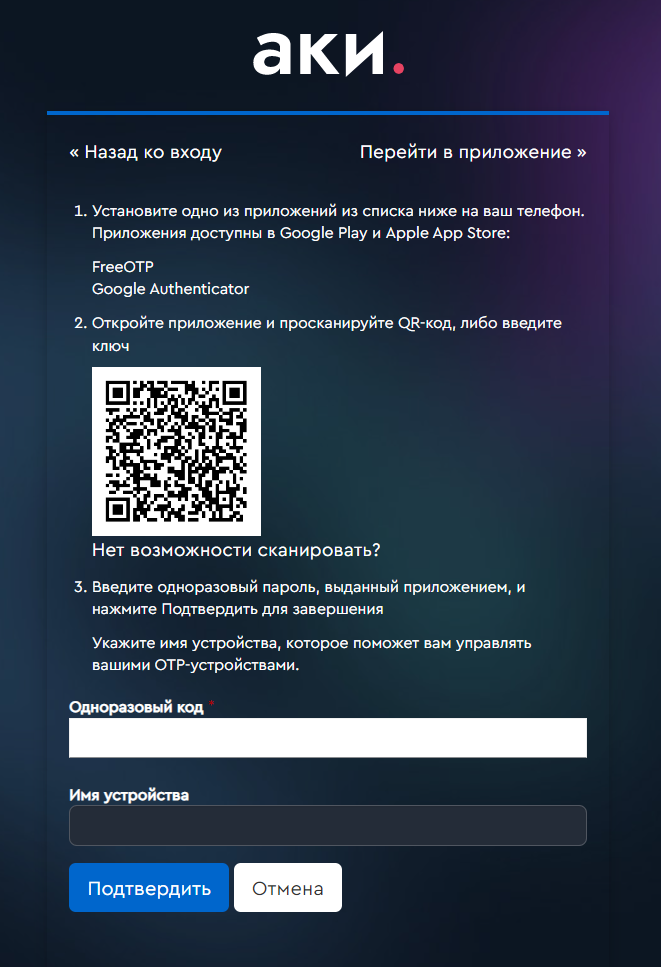 аки.
« Назад ко входу
Перейти в приложение »
1. Установите одно из приложений из списка ниже на ваш телефон.
Приложения доступны в Google Play и Apple App Store:
FreeOTP
Google Authenticator
2. Откройте приложение и просканируйте QR-код, либо введите
ключ
Нет возможности сканировать?
3. Введите одноразовый пароль, выданный приложением, и
нажмите Подтвердить для завершения
Укажите имя устройства, которое поможет вам управлять
вашими OTP-устройствами.
Одноразовый код *
Имя устройства
Подтвердить
Отмена